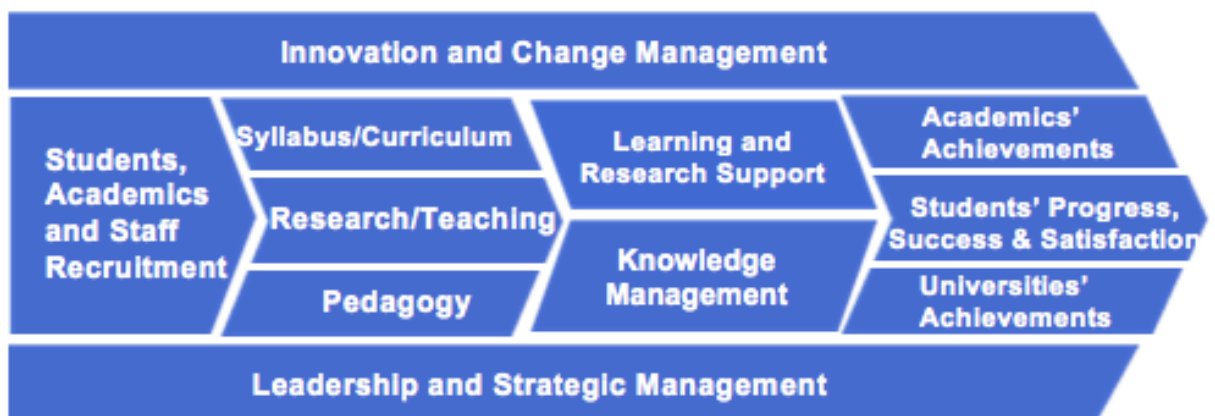 Innovation and Change Management
Students,
Academics
and Staff
Recruitment
Syllabus/Curriculum
Research/Teaching
Pedagogy
Learning and
Research Support
Knowledge
Management
Academics'
Achievements
Students' Progress,
Success & Satisfaction
Universities'
Achievements
Leadership and Strategic Management